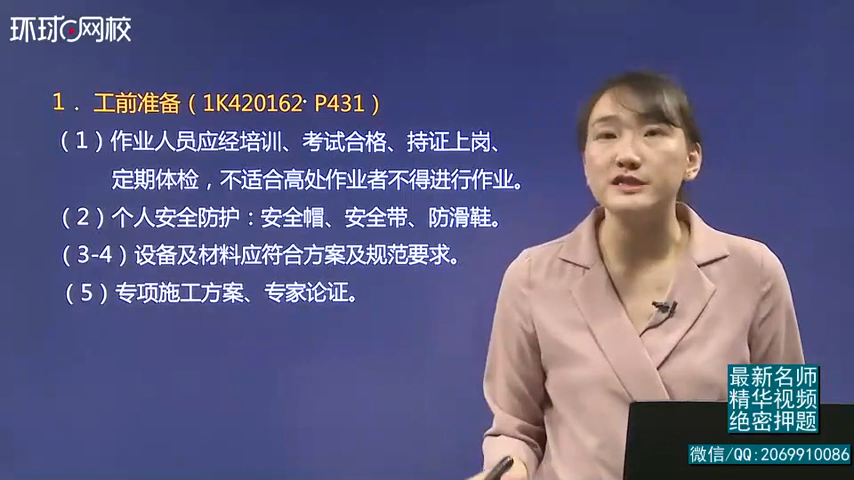 环球网校
1．工前准备（1K420162 P431）
（1）作业人员应经培训、考试合格、持证上岗、
定期体检，不适合高处作业者不得进行作业。
（2）个人安全防护：安全帽、安全带、防滑鞋。
（3-4）设备及材料应符合方案及规范要求。
（5）专项施工方案、专家论证。
最新名师
精华视频
绝密押题
微信/QQ:2069910086